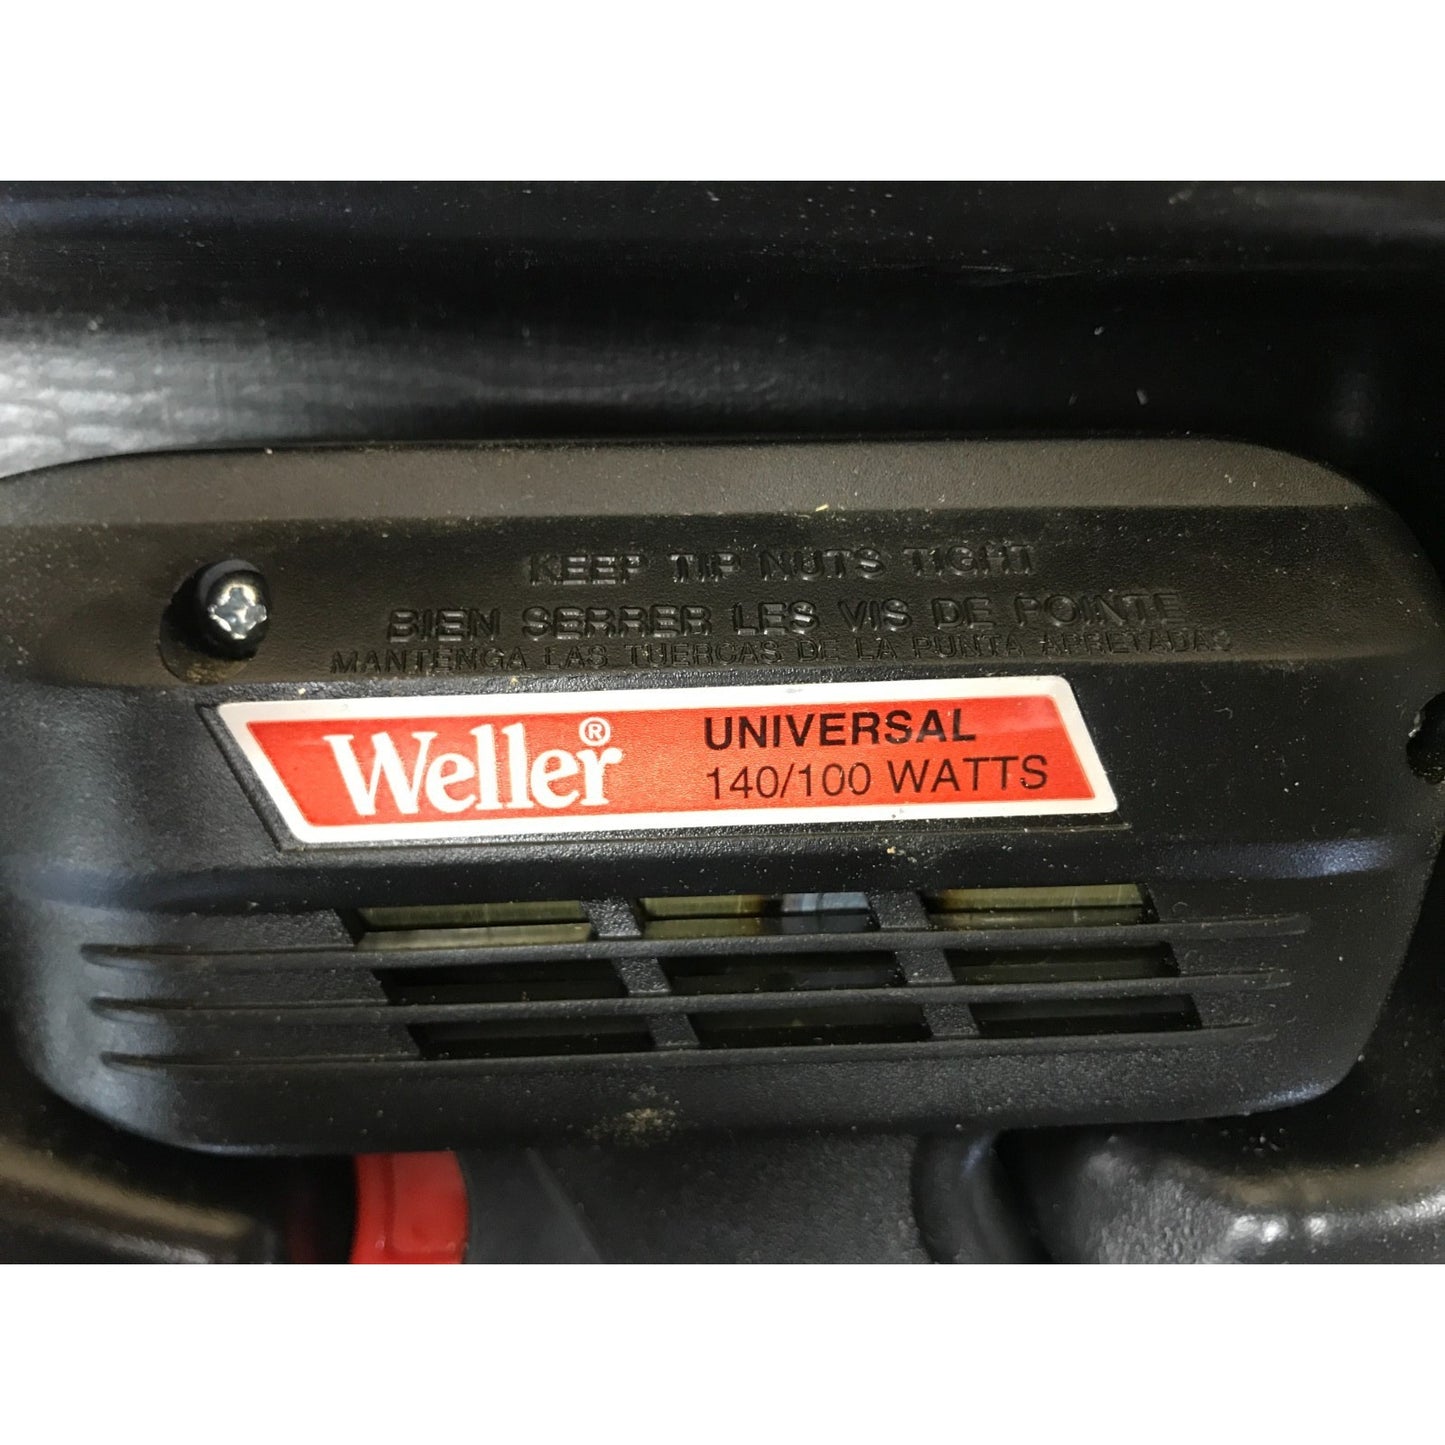 KEEP TIP NUTS TIGHT
BIEN SERRER LES VIS DE POINTE
MANTENGA LAS TUERCAS DE LA PUNTA APRETADAS
Weller®
UNIVERSAL
140/100 WATTS